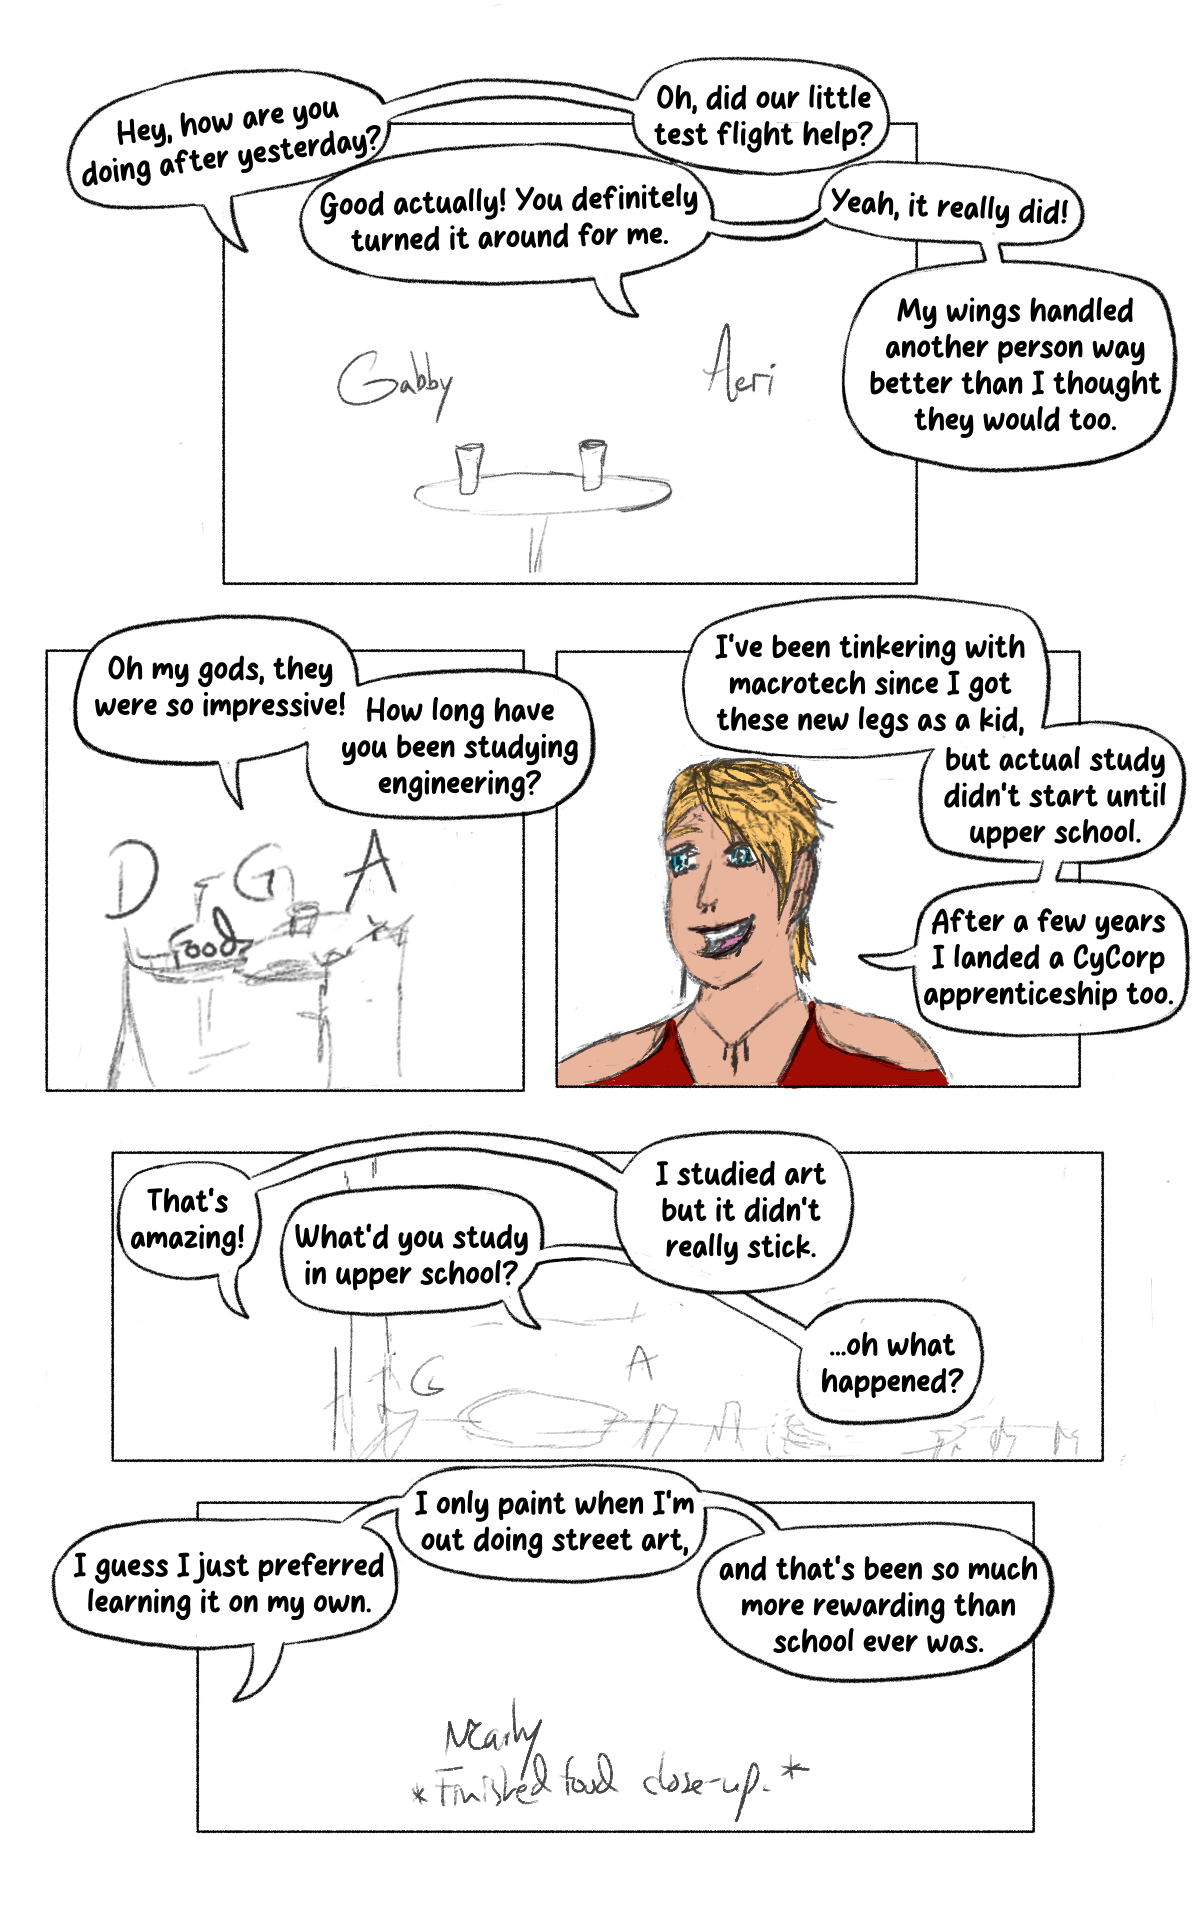 Hey, how are you
doing after yesterday?
Oh, did our little
test flight help?
Good actually! You definitely
turned it around for me.
Yeah, it really did!
My wings handled
another person way
better than I thought
they would too.
Gabby
Aeri
Oh my gods, they
were so impressive!
How long have
you been studying
engineering?
D G A
Food
I've been tinkering with
macrotech since I got
these new legs as a kid,
but actual study
didn't start until
upper school.
After a few years
I landed a CyCorp
apprenticeship too.
That's
amazing!
What'd you study
in upper school?
I studied art
but it didn't
really stick.
...oh what
happened?
G
A
I guess I just preferred
learning it on my own.
I only paint when I'm
out doing street art,
and that's been so much
more rewarding than
school ever was.
Nearly
*Finished food close-up.*